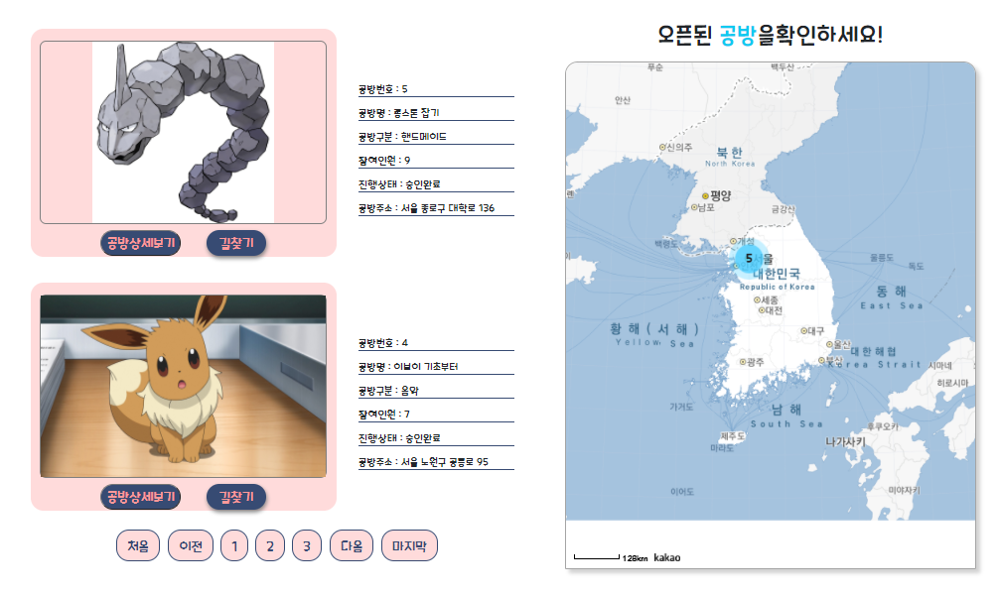 오픈된 공방을확인하세요!
공방번호 : 5
공방명 : 롱스톤 잡기
공방구분 : 핸드메이드
참여인원 : 9
진행상태 : 승인완료
공방주소 : 서울 종로구 대학로 136
공방상세보기
길찾기
공방번호 : 4
공방명 : 이브이 기초부터
공방구분 : 음악
참여인원 : 7
진행상태 : 승인완료
공방주소 : 서울 노원구 공릉로 95
공방상세보기
길찾기
처음
이전
1
2
3
다음
마지막
무순
백두산
안산
신의주
북한
North Korea
평양
남포
금강산
백령도
개성
5
서울
대한민국
Republic of Korea
울릉도
독도
동해
East Sea
세종
대전
황해(서해)
Yellow Sea
대구
울산
대한해협
Korea Strait
부산
광주
시마네
히로시마
가거도
남해
South Sea
후쿠오카
제주도
마라도
나가사키
이어도
미야자키
128km
kakao